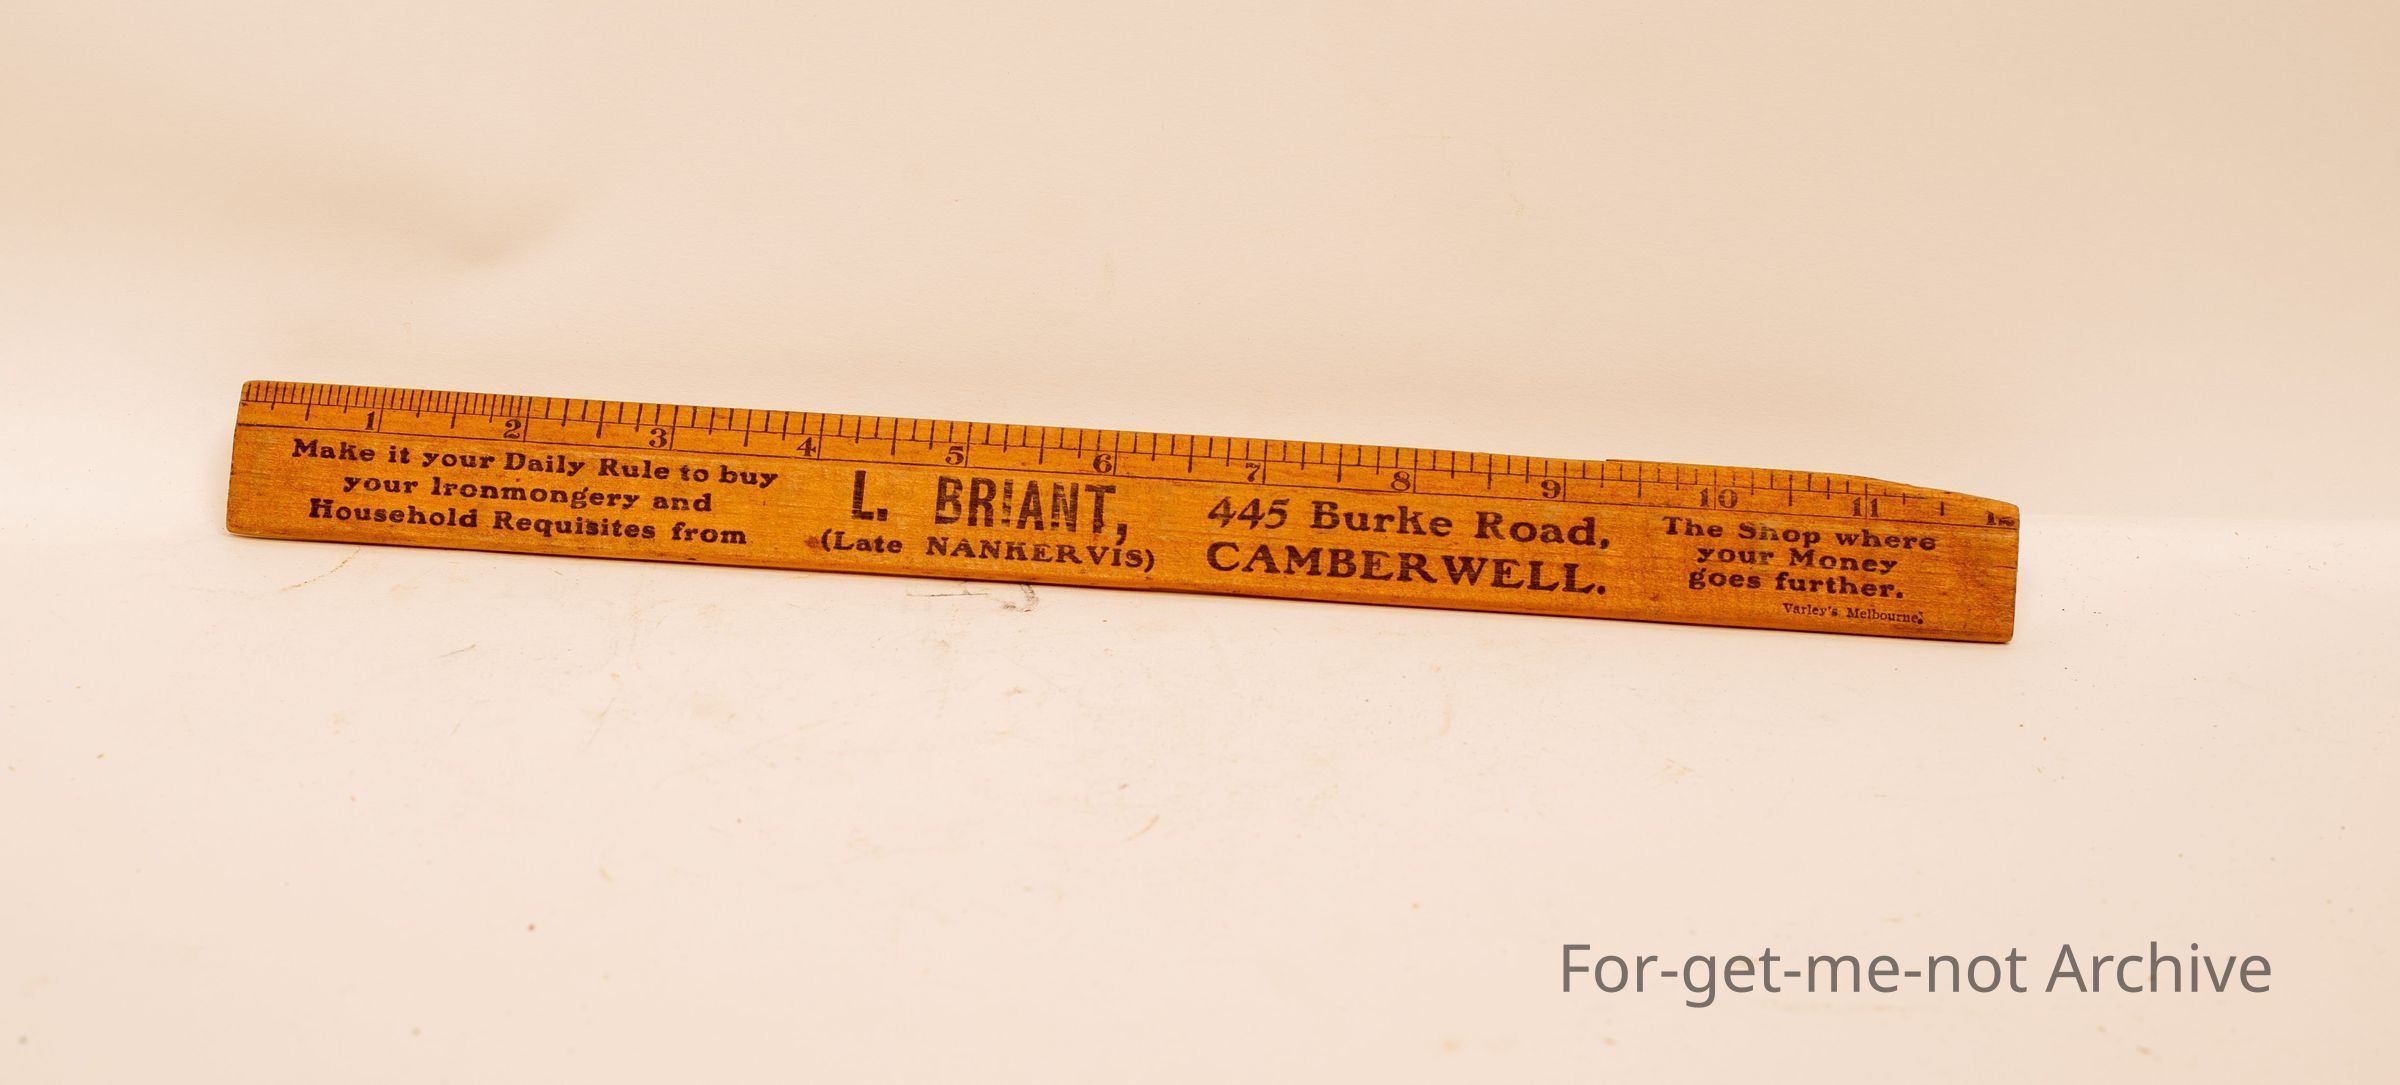 1 2 3 4 5 6 7 8 9 10 11 12
Make it your Daily Rule to buy
your Ironmongery and
Household Requisites from
L. BRIANT,
(Late NANKERVIS)
445 Burke Road,
CAMBERWELL.
The Shop where
your Money
goes further.
Varley's Melbourne.
For-get-me-not Archive